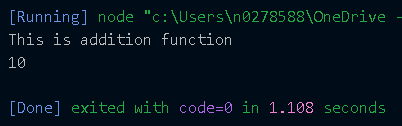 [Running] node "c:\Users\n0278588\OneDrive -
This is addition function
10
[Done] exited with code=0 in 1.108 seconds